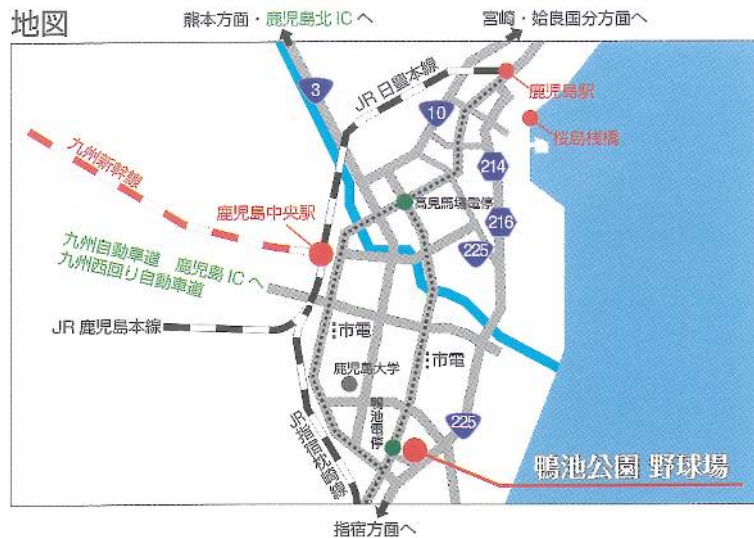 地図
熊本方面・鹿児島北ICへ
宮崎・姶良国分方面へ
3
JR日豊本線
10
鹿児島駅
桜島桟橋
九州新幹線
214
高見馬場電停
鹿児島中央駅
216
225
九州自動車道 鹿児島ICへ
九州西回り自動車道
JR鹿児島本線
市電
市電
鹿児島大学
鴨池電停
225
JR指宿枕崎線
鴨池公園 野球場
指宿方面へ